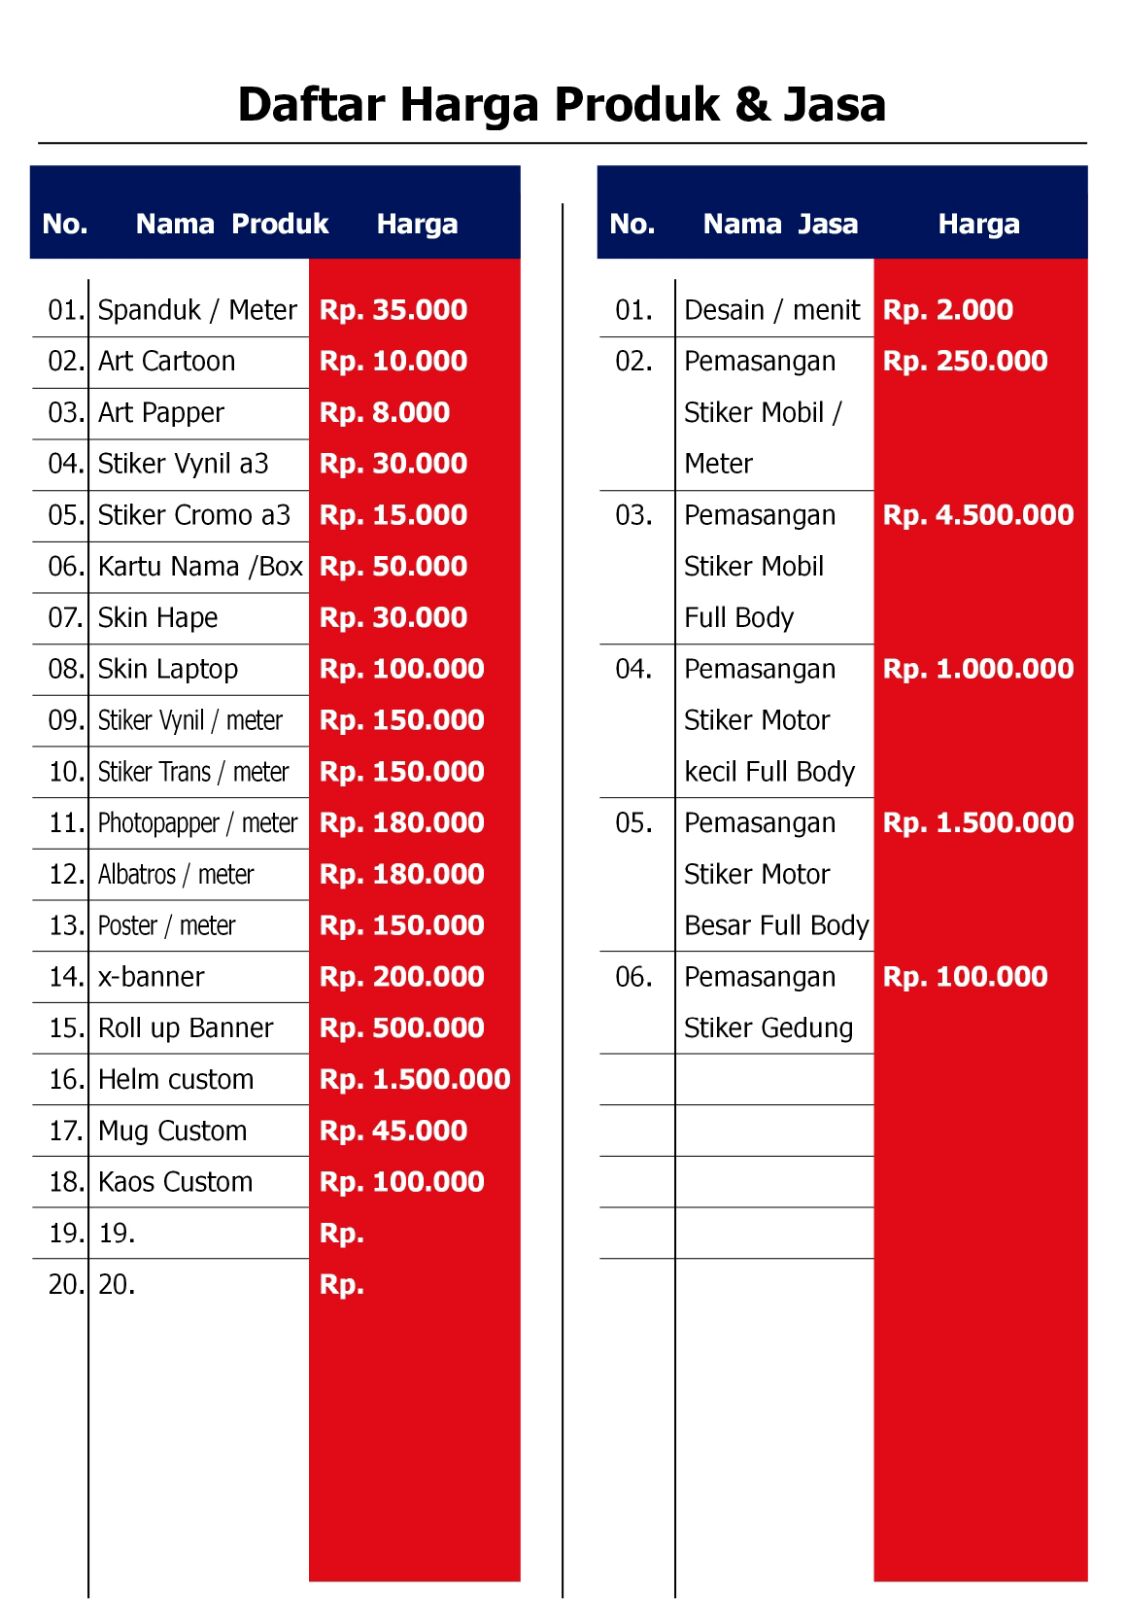 Daftar Harga Produk & Jasa
No. Nama Produk Harga
01. Spanduk / Meter Rp. 35.000
02. Art Cartoon Rp. 10.000
03. Art Papper Rp. 8.000
04. Stiker Vynil a3 Rp. 30.000
05. Stiker Cromo a3 Rp. 15.000
06. Kartu Nama /Box Rp. 50.000
07. Skin Hape Rp. 30.000
08. Skin Laptop Rp. 100.000
09. Stiker Vynil / meter Rp. 150.000
10. Stiker Trans / meter Rp. 150.000
11. Photopapper / meter Rp. 180.000
12. Albatros / meter Rp. 180.000
13. Poster / meter Rp. 150.000
14. x-banner Rp. 200.000
15. Roll up Banner Rp. 500.000
16. Helm custom Rp. 1.500.000
17. Mug Custom Rp. 45.000
18. Kaos Custom Rp. 100.000
19. 19. Rp.
20. 20. Rp.
No. Nama Jasa Harga
01. Desain / menit Rp. 2.000
02. Pemasangan Rp. 250.000
Stiker Mobil /
Meter
03. Pemasangan Rp. 4.500.000
Stiker Mobil
Full Body
04. Pemasangan Rp. 1.000.000
Stiker Motor
kecil Full Body
05. Pemasangan Rp. 1.500.000
Stiker Motor
Besar Full Body
06. Pemasangan Rp. 100.000
Stiker Gedung